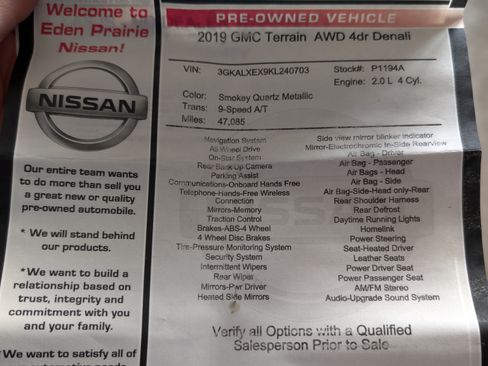 Welcome to
Eden Prairie
Nissan!
NISSAN
Our entire team wants
to do more than sell you
a great new or quality
pre-owned automobile.
* We will stand behind
our products.
*We want to build a
relationship based on
trust, integrity and
commitment with you
and your family.
*We want to satisfy all of
PRE-OWNED VEHICLE
2019 GMC Terrain AWD 4dr Denali
VIN: 3GKALXEX9KL240703 Stock#: P1194A
Engine: 2.0 L 4 Cyl.
Color: Smokey Quartz Metallic
Trans: 9-Speed A/T
Miles: 47,085
Navigation System
All Wheel Drive
On-Star System
Rear Back Up Camera
Parking Assist
Communications-Onboard Hands Free
Telephone-Hands Free Wireless
Connection
Mirrors-Memory
Traction Control
Brakes-ABS-4 Wheel
4 Wheel Disc Brakes
Tire-Pressure Monitoring System
Security System
Intermittent Wipers
Rear Wiper
Mirrors-Pwr Driver
Heated Side Mirrors
Side view mirror blinker indicator
Mirror-Electrochromic In-Side Rearview
Air Bag - Driver
Air Bag - Passenger
Air Bags - Head
Air Bag - Side
Air Bag-Side-Head only-Rear
Rear Shoulder Harness
Rear Defrost
Daytime Running Lights
Homelink
Power Steering
Seat-Heated Driver
Leather Seats
Power Driver Seat
Power Passenger Seat
AM/FM Stereo
Audio-Upgrade Sound System
Verify all Options with a Qualified
Salesperson Prior to Sale